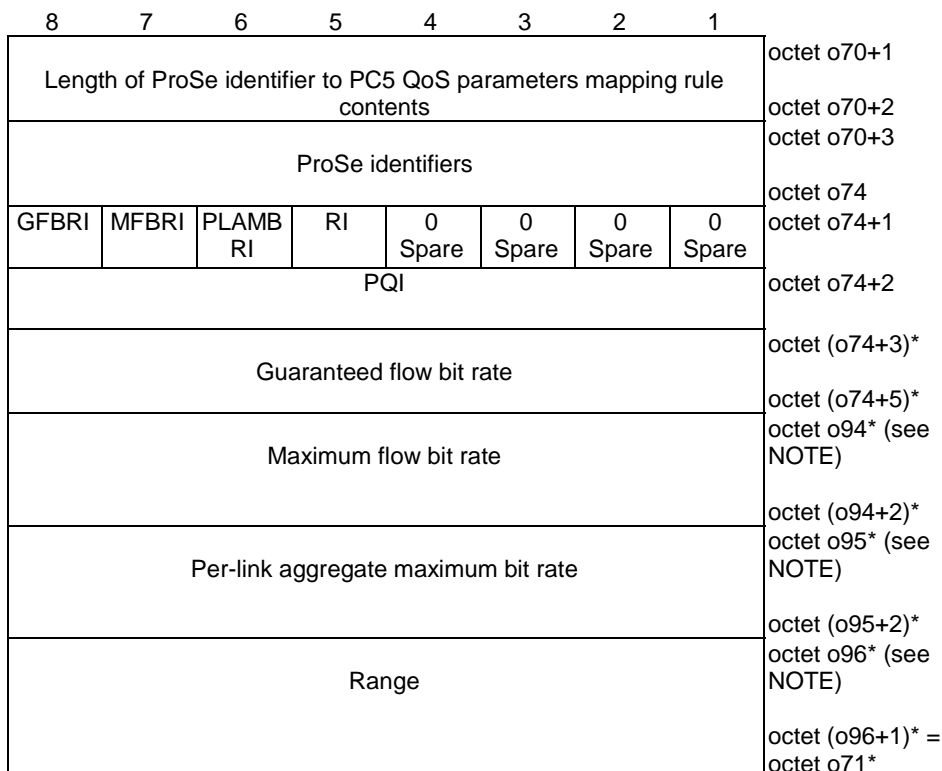 8 7 6 5 4 3 2 1
Length of ProSe identifier to PC5 QoS parameters mapping rule
contents
octet o70+1
octet o70+2
ProSe identifiers
octet o70+3
octet o74
GFBRI MFBRI PLAMB RI 0 0 0 0 octet o74+1
RI Spare Spare Spare Spare
PQI octet o74+2
Guaranteed flow bit rate
octet (o74+3)*
octet (o74+5)*
Maximum flow bit rate
octet o94* (see
NOTE)
octet (o94+2)*
Per-link aggregate maximum bit rate
octet o95* (see
NOTE)
octet (o95+2)*
Range
octet o96* (see
NOTE)
octet (o96+1)* =
octet o71*